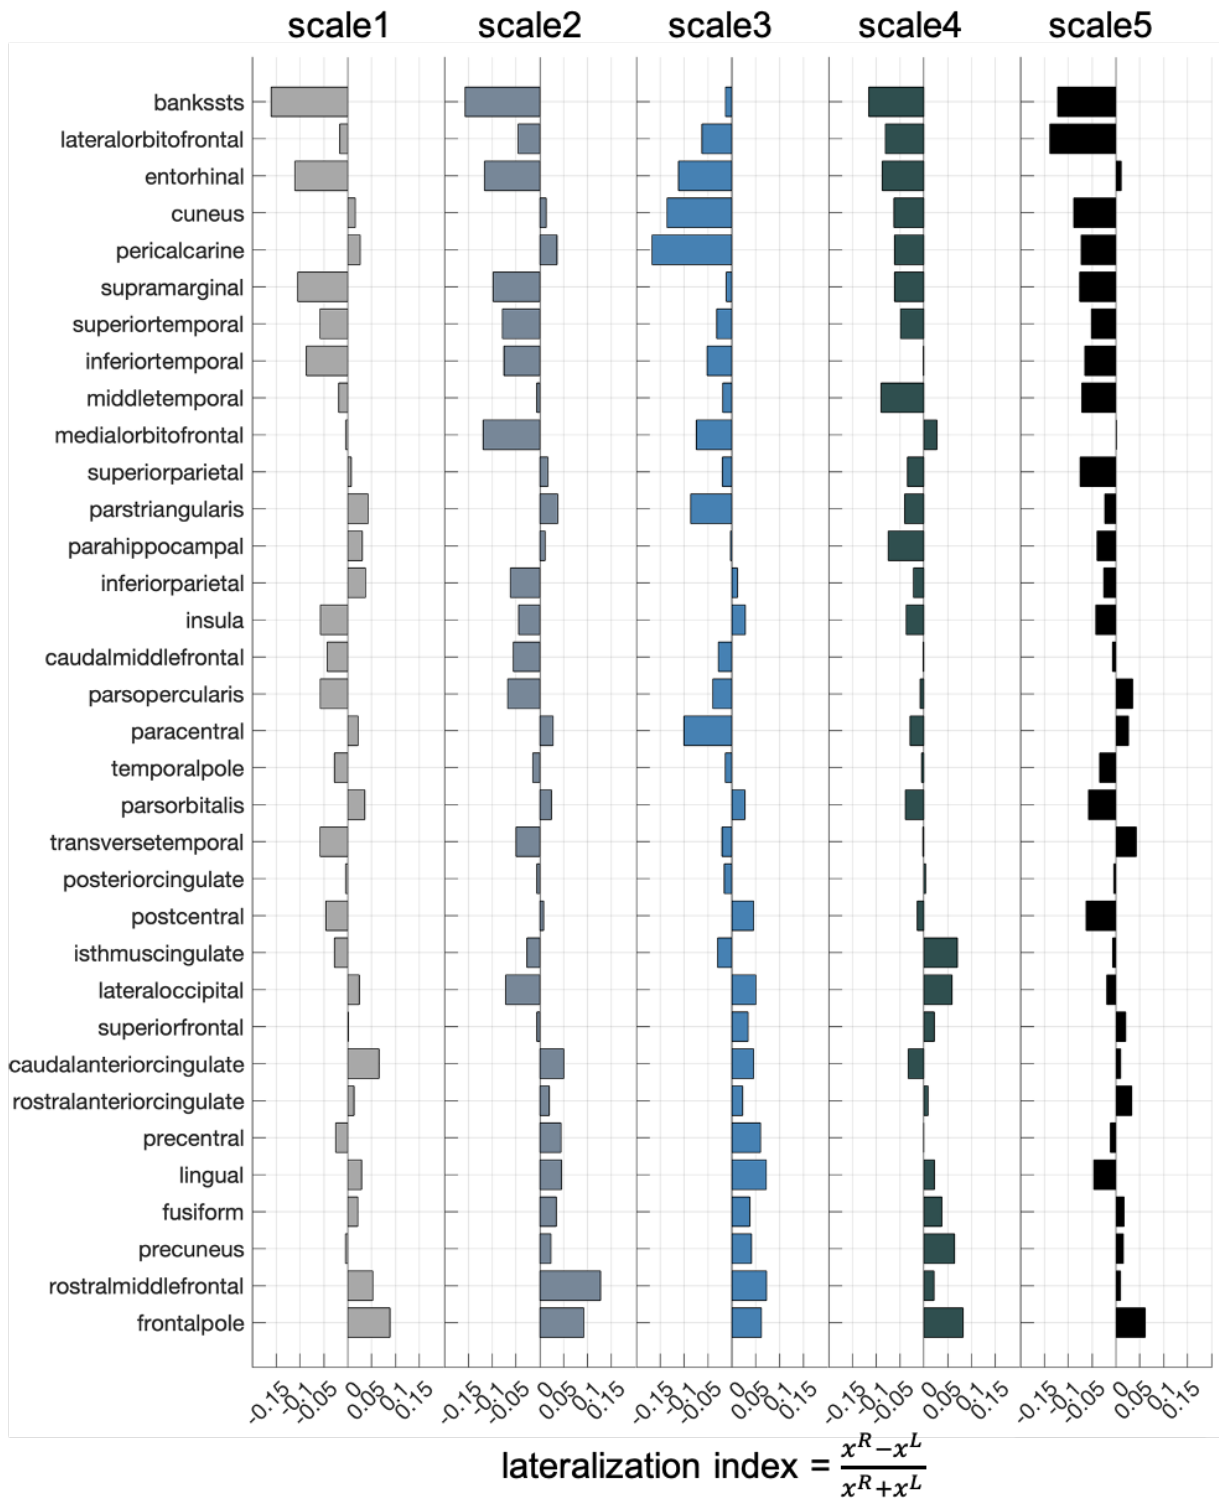 scale1 scale2 scale3 scale4 scale5
bankssts
lateralorbitofrontal
entorhinal
cuneus
pericalcarine
supramarginal
superiortemporal
inferiortemporal
middletemporal
medialorbitofrontal
superiorparietal
parstriangularis
parahippocampal
inferiorparietal
insula
caudalmiddlefrontal
parsopercularis
paracentral
temporalpole
parsorbitalis
transversetemporal
posteriorcingulate
postcentral
isthmuscingulate
lateraloccipital
superiorfrontal
caudalanteriorcingulate
rostralanteriorcingulate
precentral
lingual
fusiform
precuneus
rostralmiddlefrontal
frontalpole
-0.15 -0.1 -0.05 0 0.05 0.1 0.15 -0.15 -0.1 -0.05 0 0.05 0.1 0.15 -0.15 -0.1 -0.05 0 0.05 0.1 0.15 -0.15 -0.1 -0.05 0 0.05 0.1 0.15 -0.15 -0.1 -0.05 0 0.05 0.1 0.15
lateralization index = \frac{x^R-x^L}{x^R+x^L}